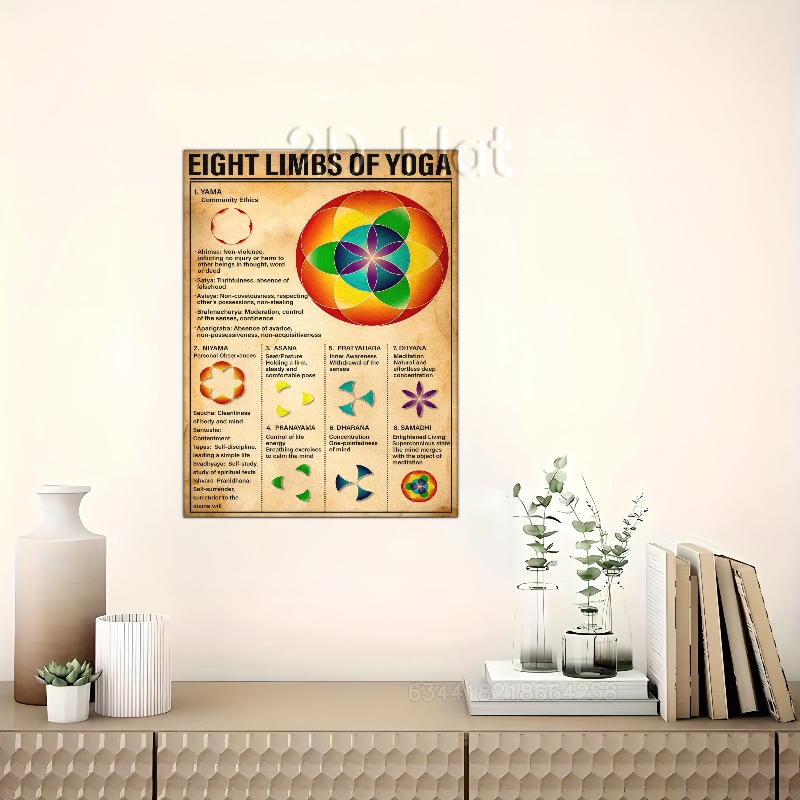 2D Flat
EIGHT LIMBS OF YOGA
1. YAMA
Community Ethics
·Ahimsa: Non-violence,
inflicting no injury or harm to
other beings in thought, word
or deed
·Satya: Truthfulness, absence of
falsehood
·Asteya: Non-covetousness, respecting
other's possessions, non-stealing
·Brahmacharya: Moderation, control
of the senses, continence
·Aparigraha: Absence of avarice,
non-possessiveness, non-acquisitiveness
2. NIYAMA
Personal Observances
Saucha: Cleanliness
of body and mind
Santosha:
Contentment
Tapas: Self-discipline,
leading a simple life
Svadhyaya: Self-study,
study of spiritual texts
Ishvara Pranidhana:
Self-surrender,
surrender to the
divine will
3. ASANA
Seat/Posture
Holding a firm,
steady and
comfortable pose
4. PRANAYAMA
Control of life
energy
Breathing exercises
to calm the mind
5. PRATYAHARA
Inner Awareness
Withdrawal of the
senses
6. DHARANA
Concentration
One-pointedness
of mind
7. DHYANA
Meditation
Natural and
effortless deep
concentration
8. SAMADHI
Enlightened Living
Superconscious state
The mind merges
with the object of
meditation
634418218664258